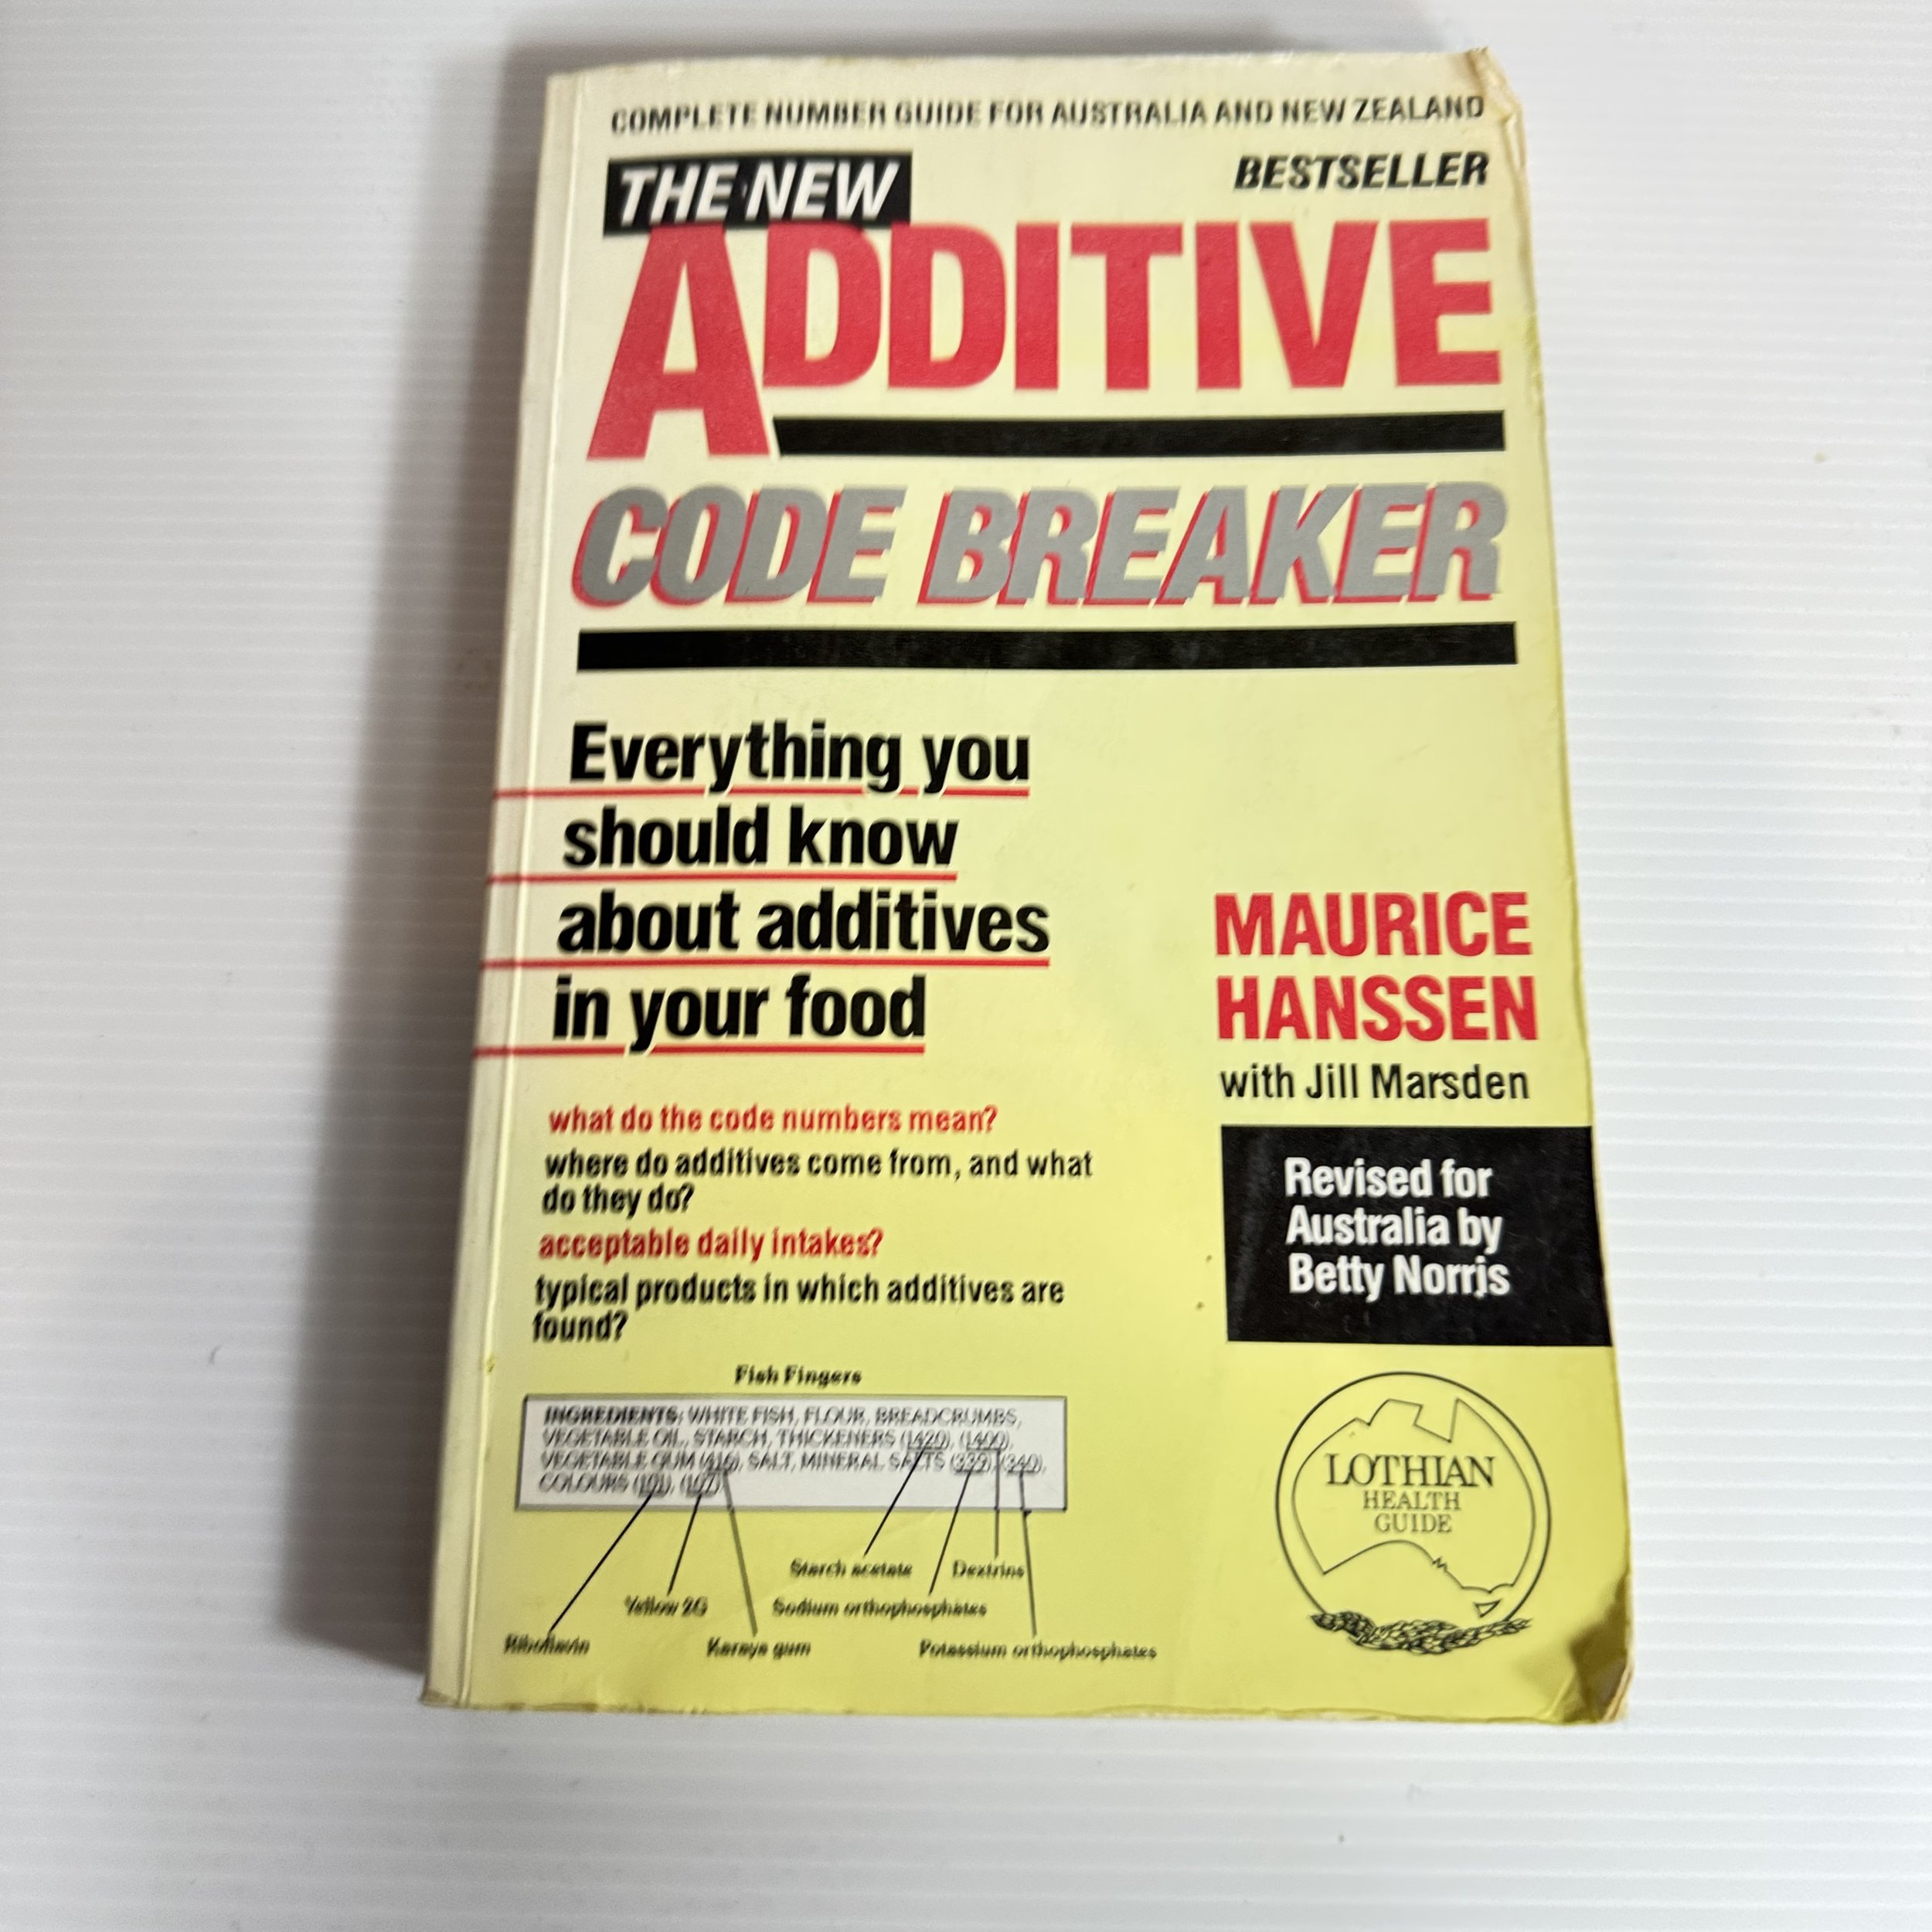 COMPLETE NUMBER GUIDE FOR AUSTRALIA AND NEW ZEALAND
THE NEW
BESTSELLER
ADDITIVE
CODE BREAKER
Everything you
should know
about additives
in your food
MAURICE
HANSSEN
with Jill Marsden
what do the code numbers mean?
where do additives come from, and what
do they do?
acceptable daily intakes?
typical products in which additives are
found?
Revised for
Australia by
Betty Norris
Fish Fingers
INGREDIENTS: WHITE FISH, FLOUR, BREADCRUMBS,
VEGETABLE OIL, STARCH, THICKENERS (1420), (1400),
VEGETABLE GUM (416), SALT, MINERAL SALTS (339), (340),
COLOURS (101), (107).
Starch acetate
Dextrins
Yellow 2G
Sodium orthophosphates
Riboflavin
Karaya gum
Potassium orthophosphates
LOTHIAN
HEALTH
GUIDE